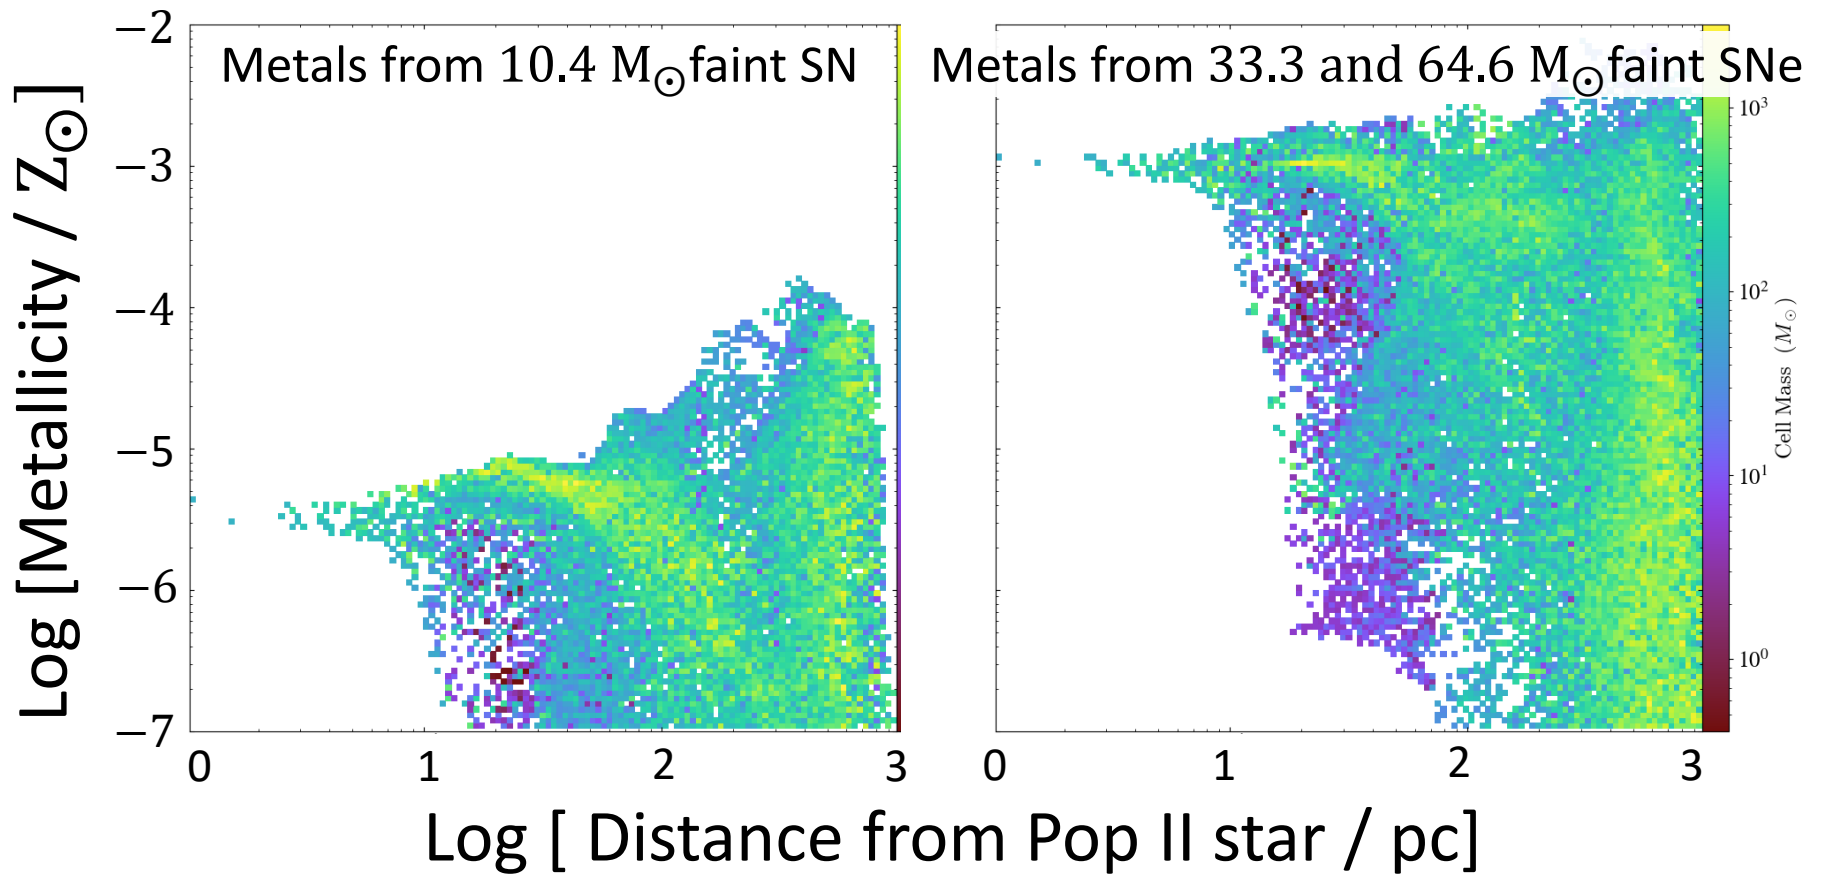 Metals from 10.4 M☉ faint SN
Metals from 33.3 and 64.6 M☉ faint SNe
Log [Metallicity / Z☉]
−2
−3
−4
−5
−6
−7
0 1 2 3
0 1 2 3
10³
10²
10¹
10⁰
Cell Mass (M☉)
Log [ Distance from Pop II star / pc]